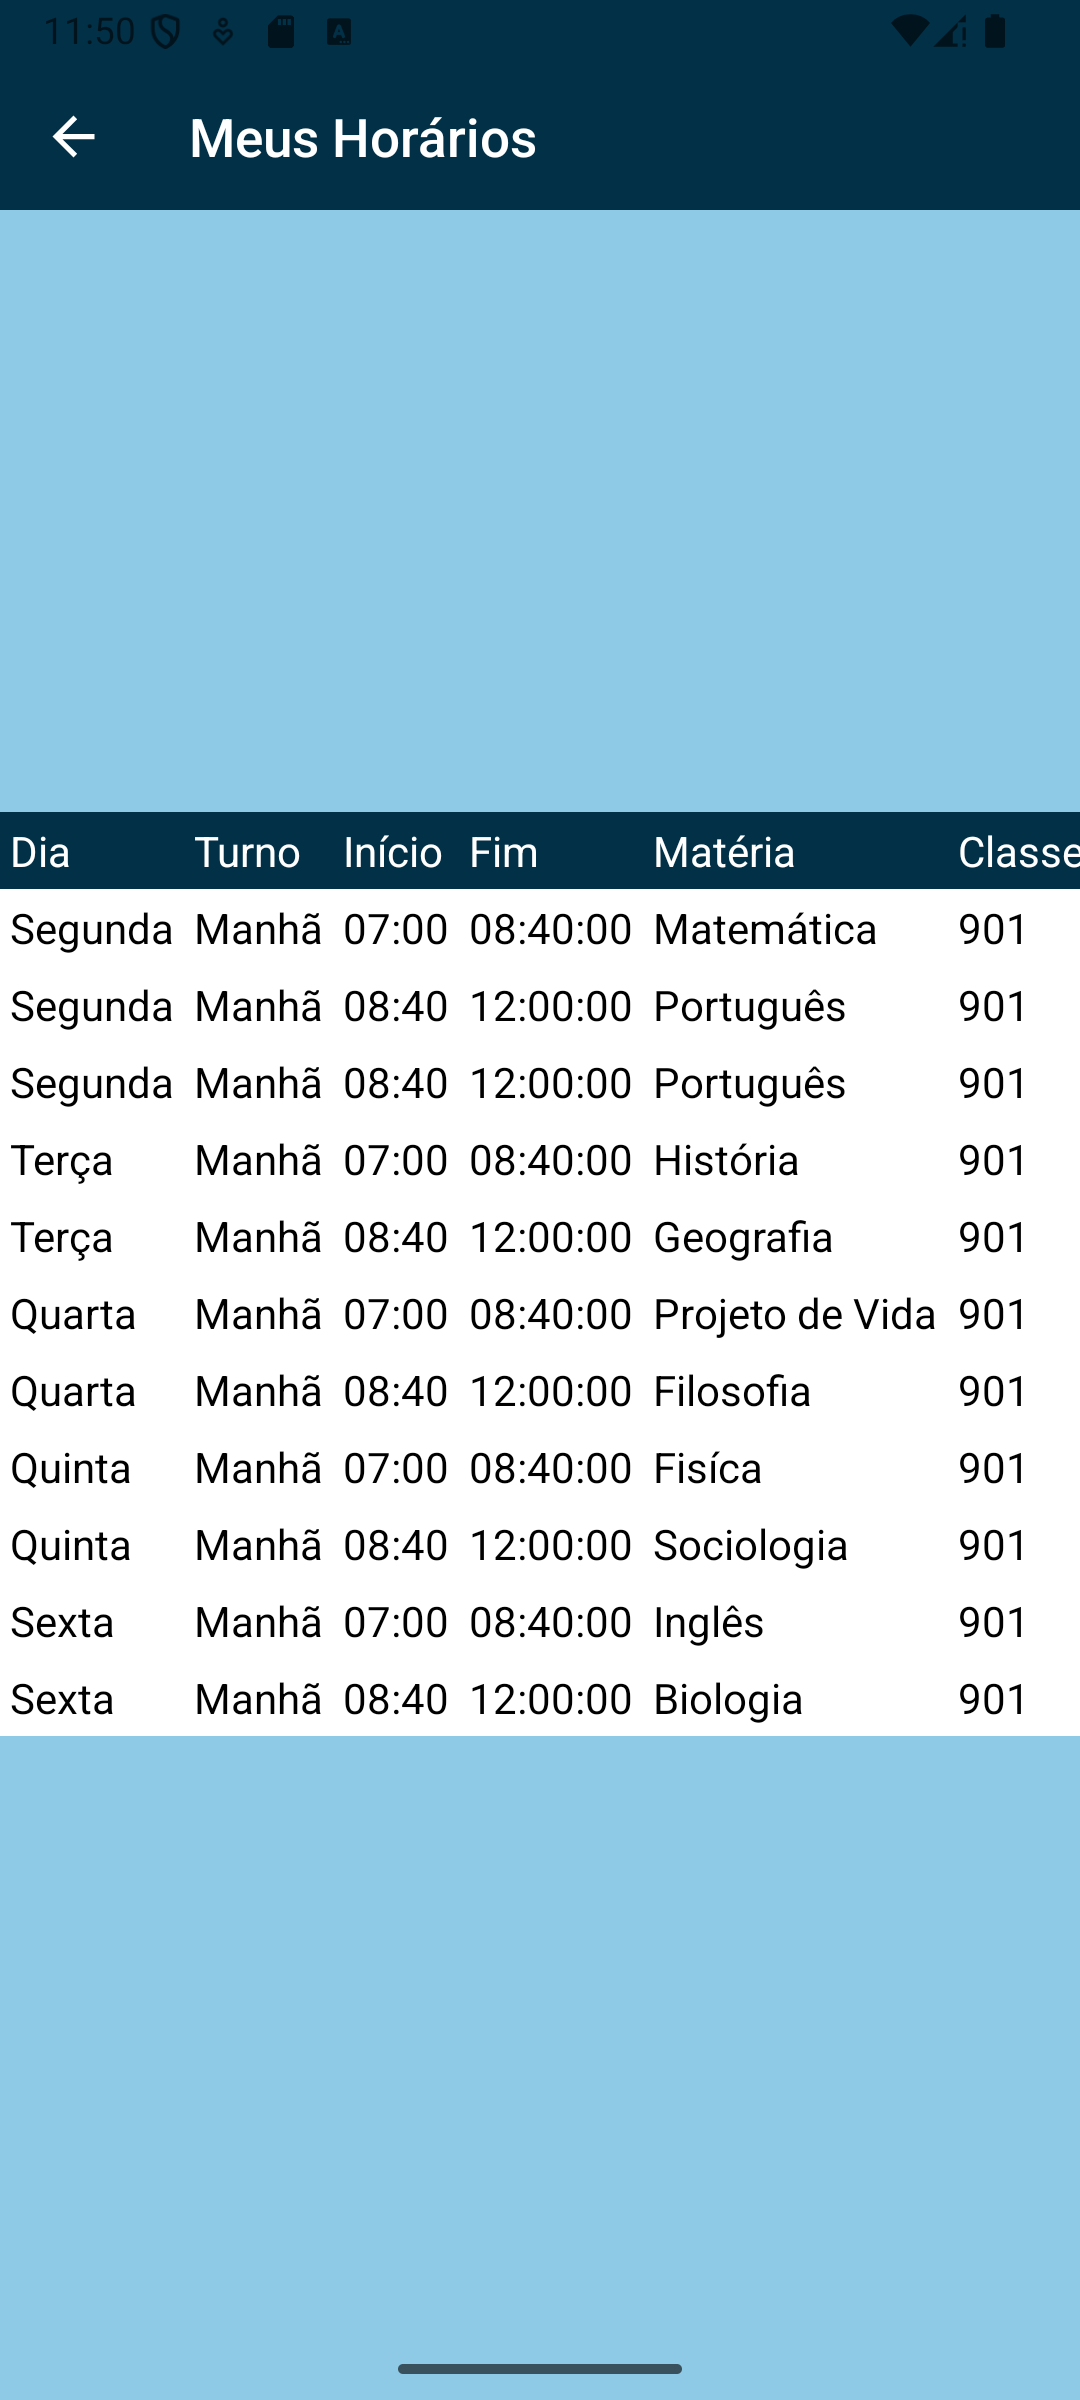 11:50
Meus Horários
Dia Turno Início Fim Matéria Classe
Segunda Manhã 07:00 08:40:00 Matemática 901
Segunda Manhã 08:40 12:00:00 Português 901
Segunda Manhã 08:40 12:00:00 Português 901
Terça Manhã 07:00 08:40:00 História 901
Terça Manhã 08:40 12:00:00 Geografia 901
Quarta Manhã 07:00 08:40:00 Projeto de Vida 901
Quarta Manhã 08:40 12:00:00 Filosofia 901
Quinta Manhã 07:00 08:40:00 Fisíca 901
Quinta Manhã 08:40 12:00:00 Sociologia 901
Sexta Manhã 07:00 08:40:00 Inglês 901
Sexta Manhã 08:40 12:00:00 Biologia 901